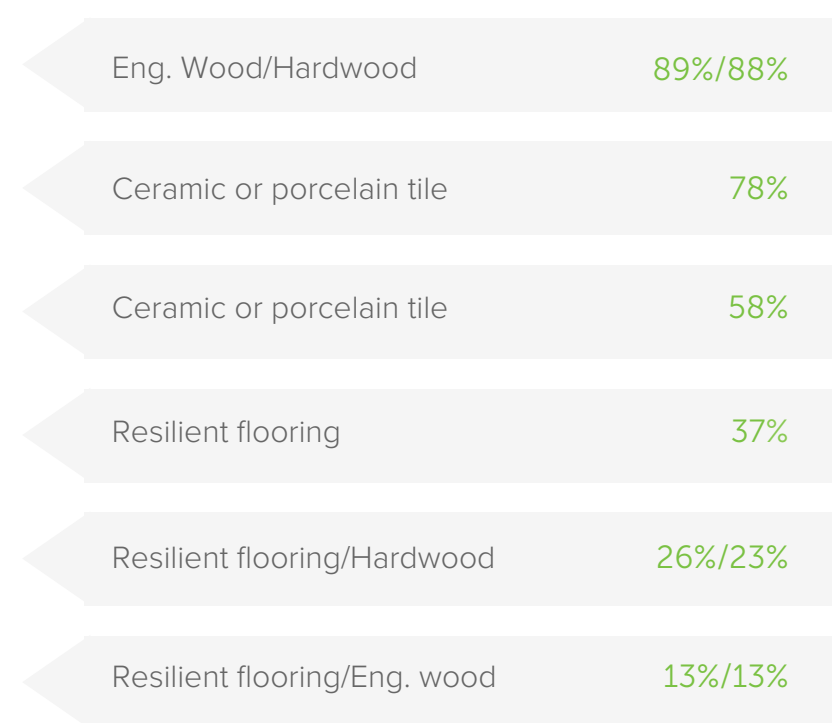 Eng. Wood/Hardwood 89%/88%
Ceramic or porcelain tile 78%
Ceramic or porcelain tile 58%
Resilient flooring 37%
Resilient flooring/Hardwood 26%/23%
Resilient flooring/Eng. wood 13%/13%